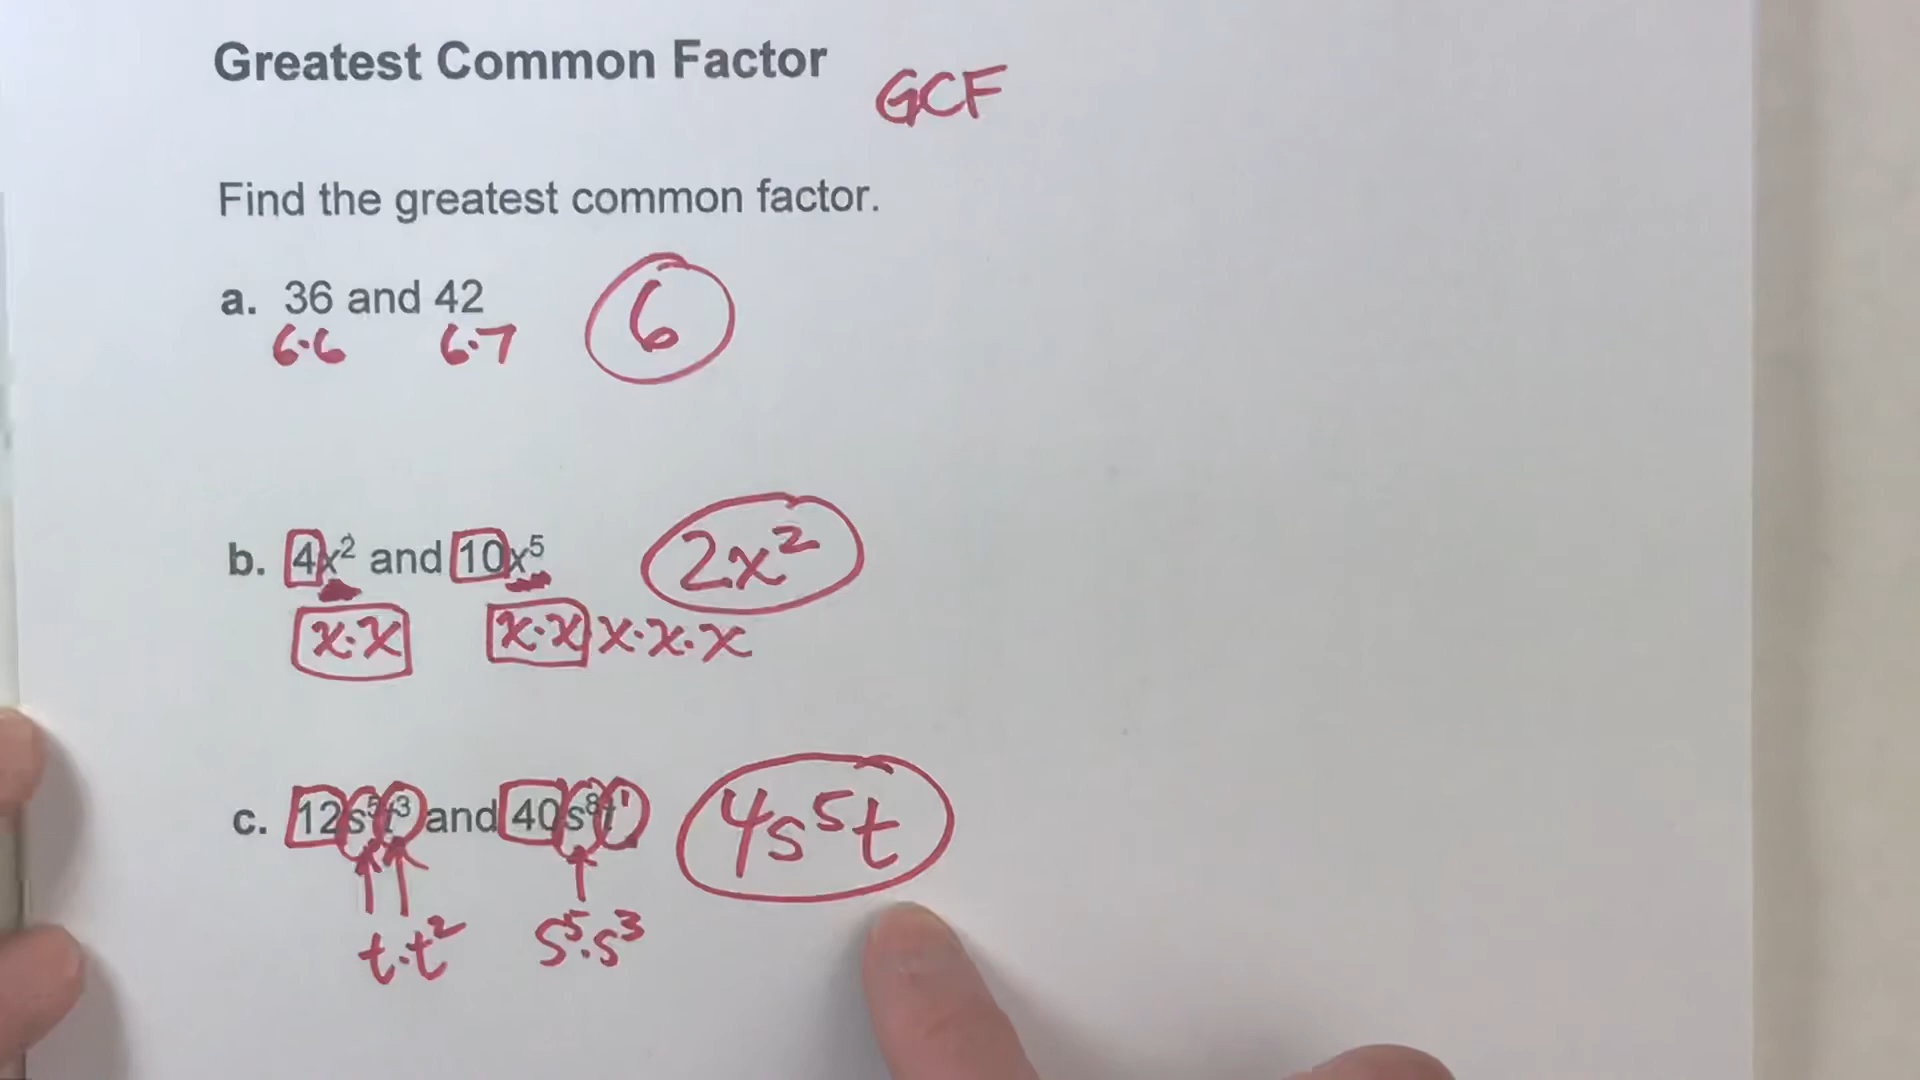 Greatest Common Factor GCF
Find the greatest common factor.
a. 36 and 42 6
6·6 6·7
b. 4x² and 10x⁵ 2x²
x·x x·x x·x·x
c. 12s⁵t³ and 40s⁸t¹ 4s⁵t
t·t² s⁵·s³